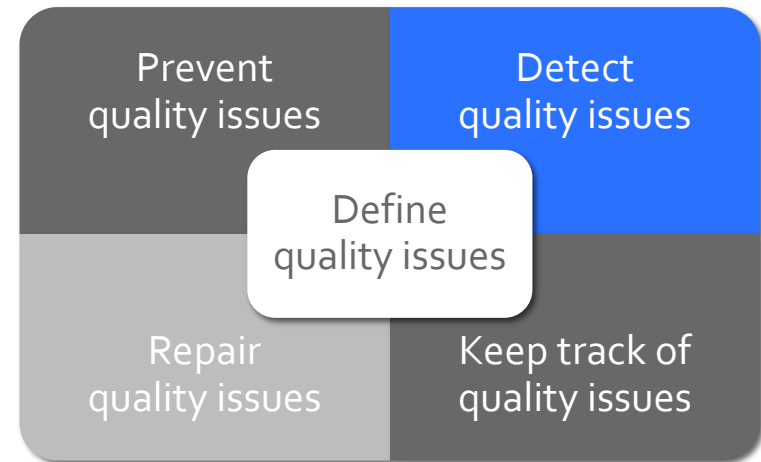 Prevent
quality issues
Detect
quality issues
Define
quality issues
Repair
quality issues
Keep track of
quality issues